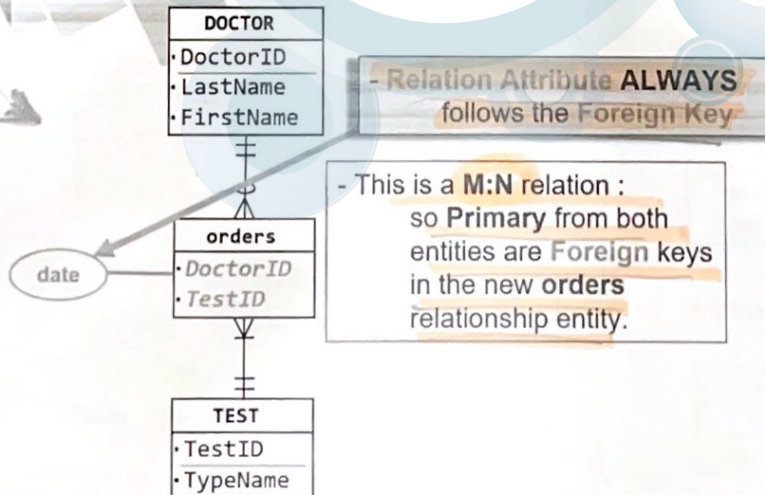 DOCTOR
·DoctorID
·LastName
·FirstName
- Relation Attribute ALWAYS
follows the Foreign Key
- This is a M:N relation :
so Primary from both
entities are Foreign keys
in the new orders
relationship entity.
orders
·DoctorID
·TestID
date
TEST
·TestID
·TypeName